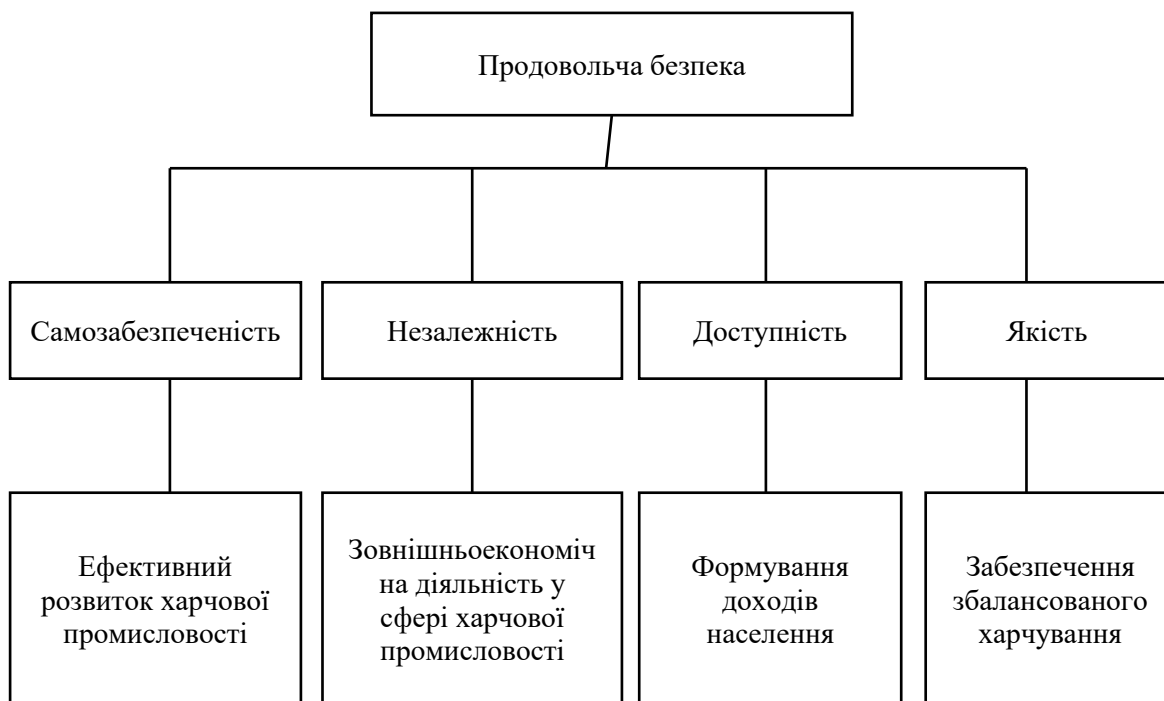 Продовольча безпека
Самозабезпеченість
Незалежність
Доступність
Якість
Ефективний
розвиток харчової
промисловості
Зовнішньоекономіч
на діяльність у
сфері харчової
промисловості
Формування
доходів
населення
Забезпечення
збалансованого
харчування